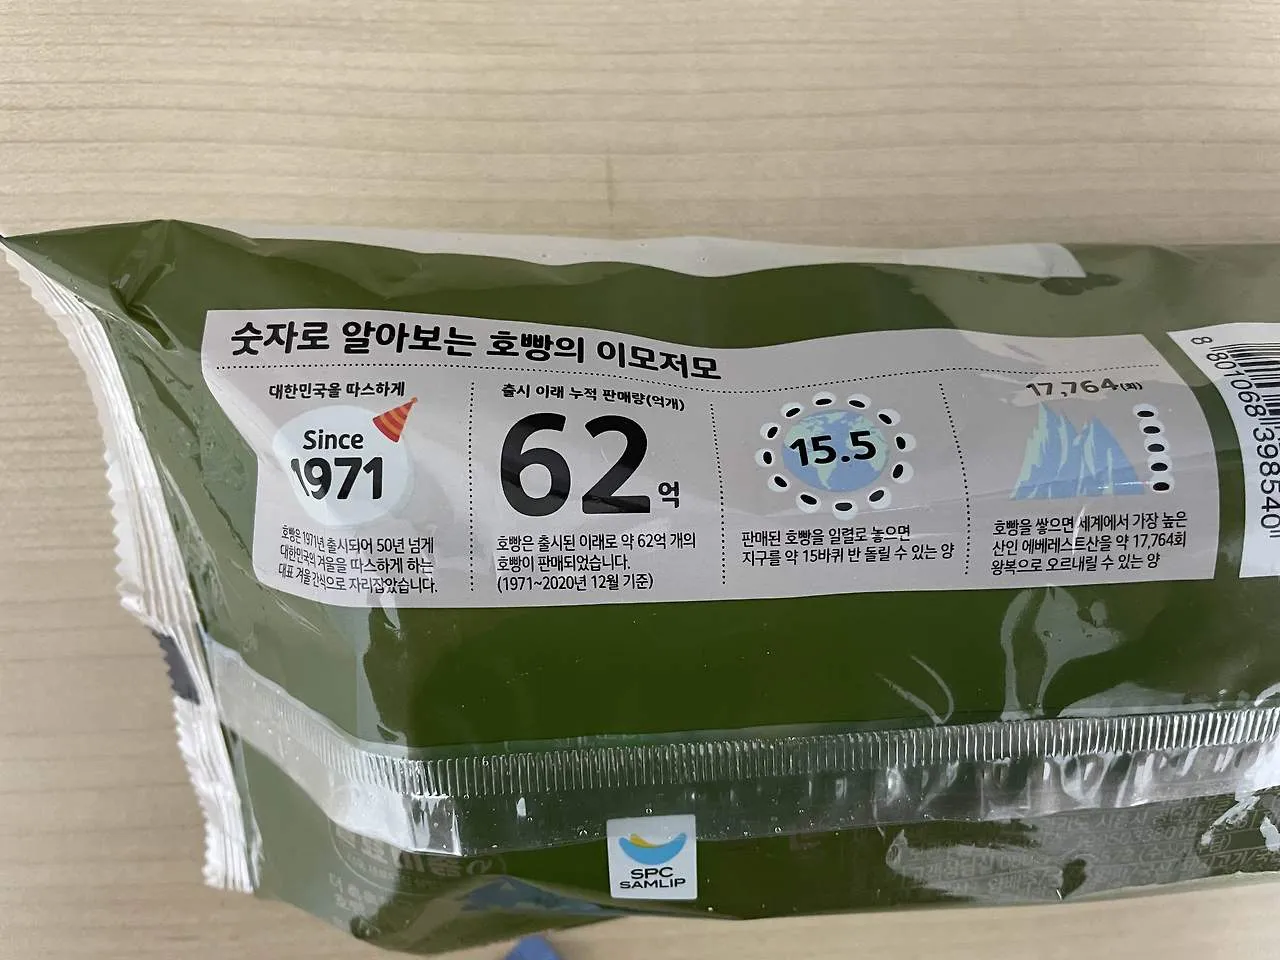 숫자로 알아보는 호빵의 이모저모
대한민국을 따스하게
Since
1971
호빵은 1971년 출시되어 50년 넘게
대한민국의 겨울을 따스하게 하는
대표 겨울 간식으로 자리잡았습니다.
출시 이래 누적 판매량(억개)
62억
호빵은 출시된 이래로 약 62억 개의
호빵이 판매되었습니다.
(1971~2020년 12월 기준)
15.5
판매된 호빵을 일렬로 놓으면
지구를 약 15바퀴 반 돌릴 수 있는 양
17,764(회)
호빵을 쌓으면 세계에서 가장 높은
산인 에베레스트산을 약 17,764회
왕복으로 오르내릴 수 있는 양
8 801068 398540
SPC
SAMLIP